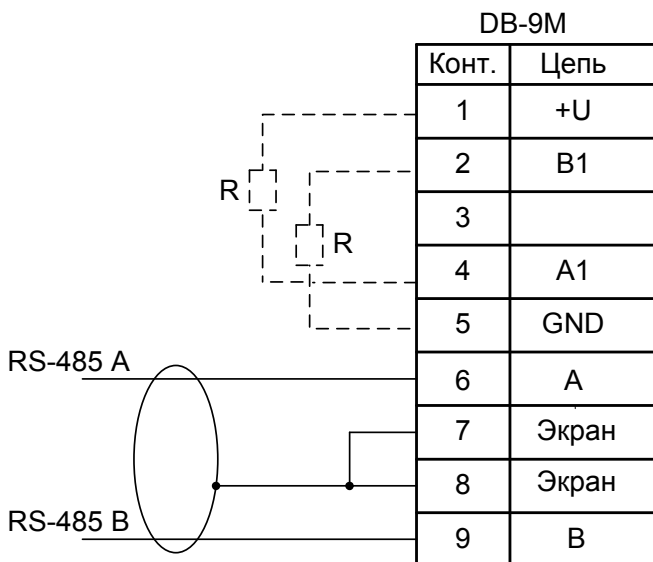 DB-9M
Конт. Цепь
1 +U
2 B1
R
3
R
4 A1
5 GND
RS-485 A
6 A
7 Экран
8 Экран
RS-485 B
9 B